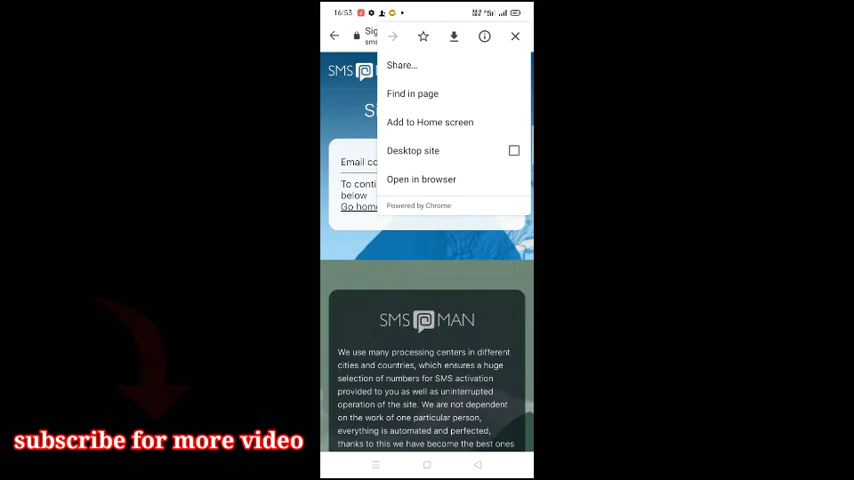 16:53
Sig
sms
Share...
Find in page
Add to Home screen
Desktop site
Open in browser
Powered by Chrome
SMS
Email co
To conti
below
Go hom
SMS MAN
We use many processing centers in different
cities and countries, which ensures a huge
selection of numbers for SMS activation
provided to you as well as uninterrupted
operation of the site. We are not dependent
on the work of one particular person,
everything is automated and perfected,
thanks to this we have become the best ones
subscribe for more video